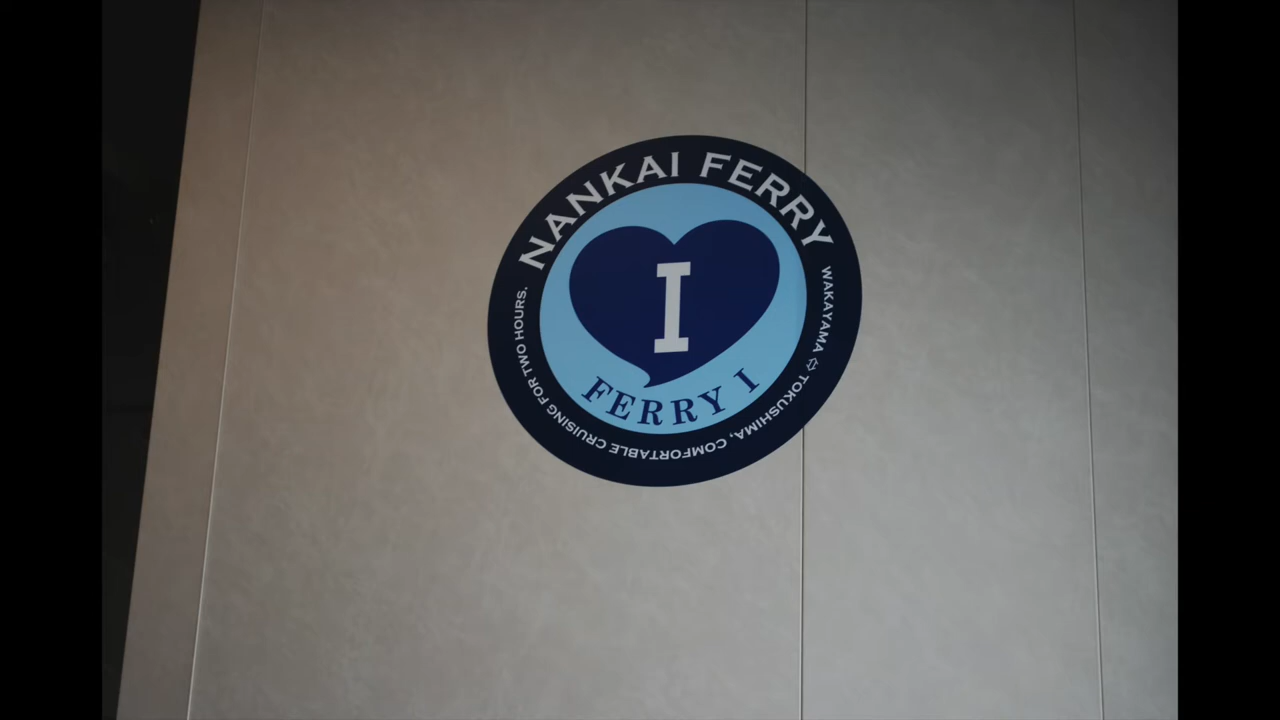 NANKAI FERRY
WAKAYAMA ⇔ TOKUSHIMA, COMFORTABLE CRUISING FOR TWO HOURS.
I
FERRY I